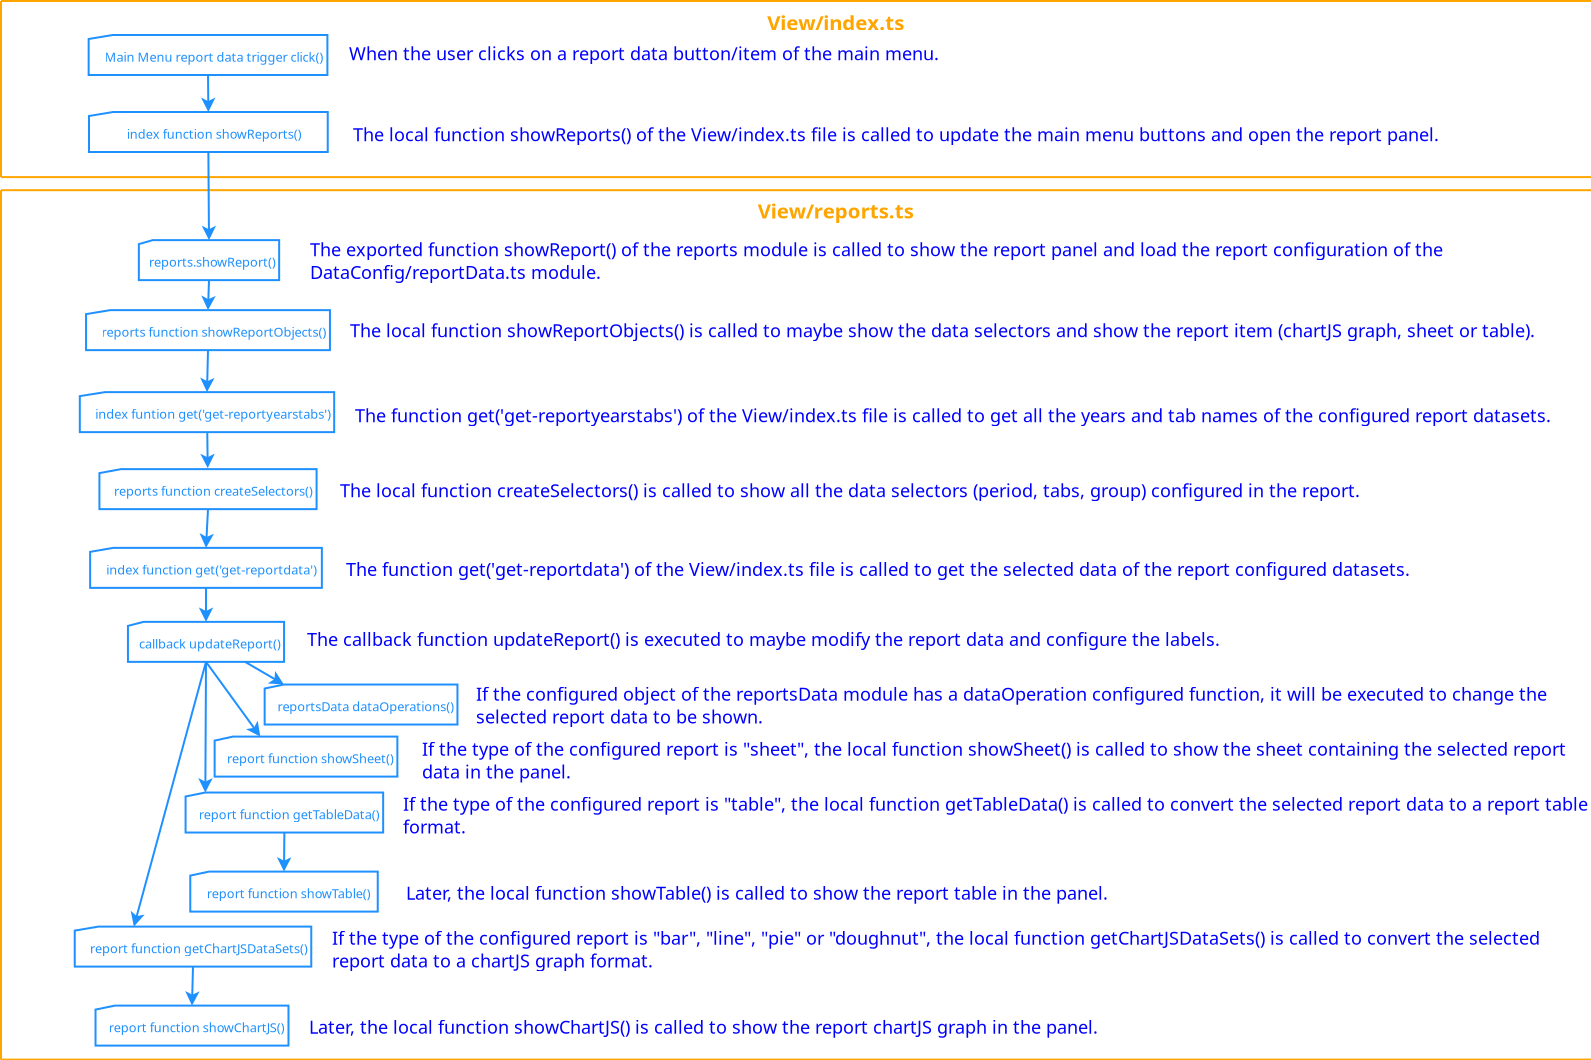 View/index.ts
Main Menu report data trigger click()
When the user clicks on a report data button/item of the main menu.
index function showReports()
The local function showReports() of the View/index.ts file is called to update the main menu buttons and open the report panel.
View/reports.ts
reports.showReport()
The exported function showReport() of the reports module is called to show the report panel and load the report configuration of the
DataConfig/reportData.ts module.
reports function showReportObjects()
The local function showReportObjects() is called to maybe show the data selectors and show the report item (chartJS graph, sheet or table).
index funtion get('get-reportyearstabs')
The function get('get-reportyearstabs') of the View/index.ts file is called to get all the years and tab names of the configured report datasets.
reports function createSelectors()
The local function createSelectors() is called to show all the data selectors (period, tabs, group) configured in the report.
index function get('get-reportdata')
The function get('get-reportdata') of the View/index.ts file is called to get the selected data of the report configured datasets.
callback updateReport()
The callback function updateReport() is executed to maybe modify the report data and configure the labels.
reportsData dataOperations()
If the configured object of the reportsData module has a dataOperation configured function, it will be executed to change the
selected report data to be shown.
report function showSheet()
If the type of the configured report is "sheet", the local function showSheet() is called to show the sheet containing the selected report
data in the panel.
report function getTableData()
If the type of the configured report is "table", the local function getTableData() is called to convert the selected report data to a report table
format.
report function showTable()
Later, the local function showTable() is called to show the report table in the panel.
report function getChartJSDataSets()
If the type of the configured report is "bar", "line", "pie" or "doughnut", the local function getChartJSDataSets() is called to convert the selected
report data to a chartJS graph format.
report function showChartJS()
Later, the local function showChartJS() is called to show the report chartJS graph in the panel.